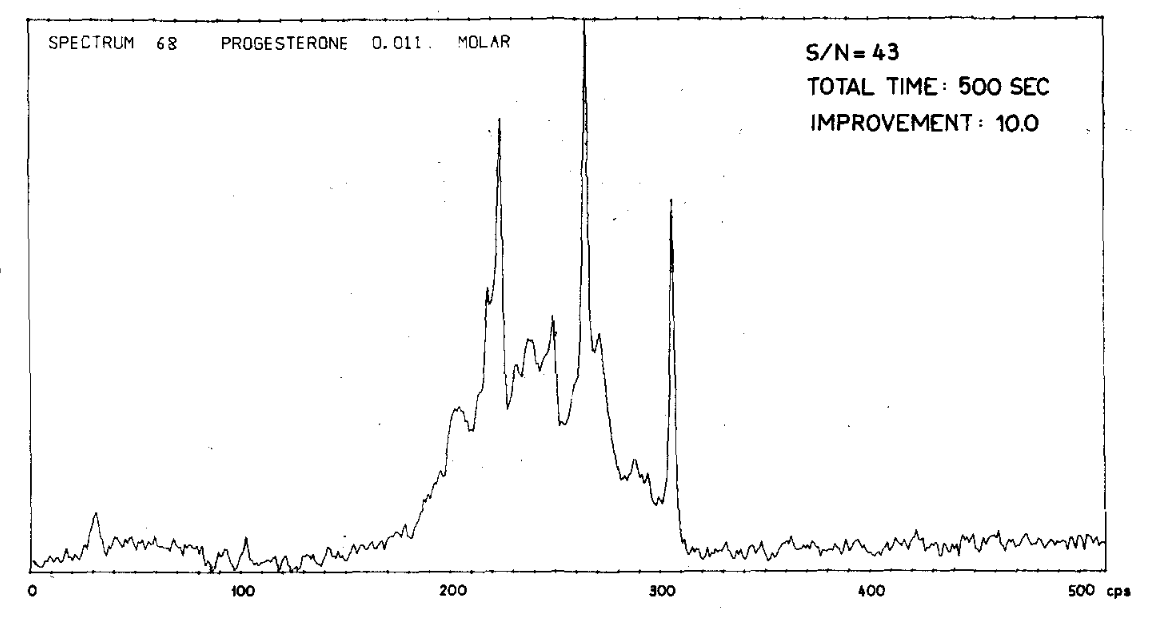 SPECTRUM 68 PROGESTERONE 0.011. MOLAR
S/N = 43
TOTAL TIME: 500 SEC
IMPROVEMENT: 10.0
0 100 200 300 400 500 cps